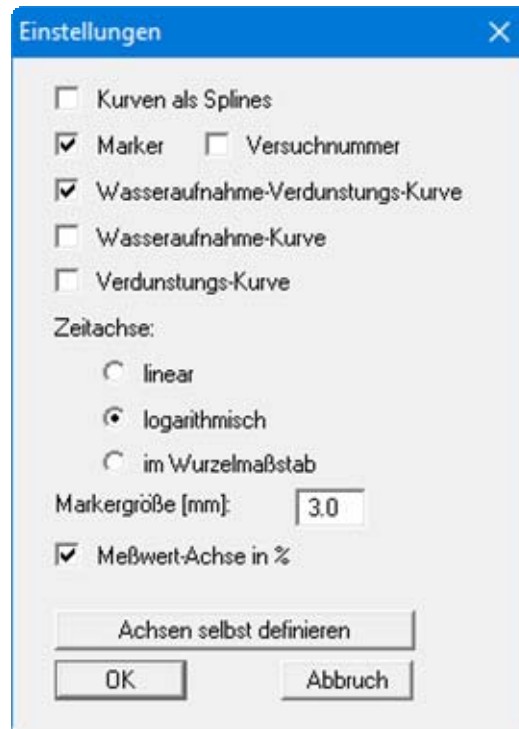 Einstellungen
Kurven als Splines
Marker Versuchnummer
Wasseraufnahme-Verdunstungs-Kurve
Wasseraufnahme-Kurve
Verdunstungs-Kurve
Zeitachse:
linear
logarithmisch
im Wurzelmaßstab
Markergröße [mm]: 3.0
Meßwert-Achse in %
Achsen selbst definieren
OK Abbruch